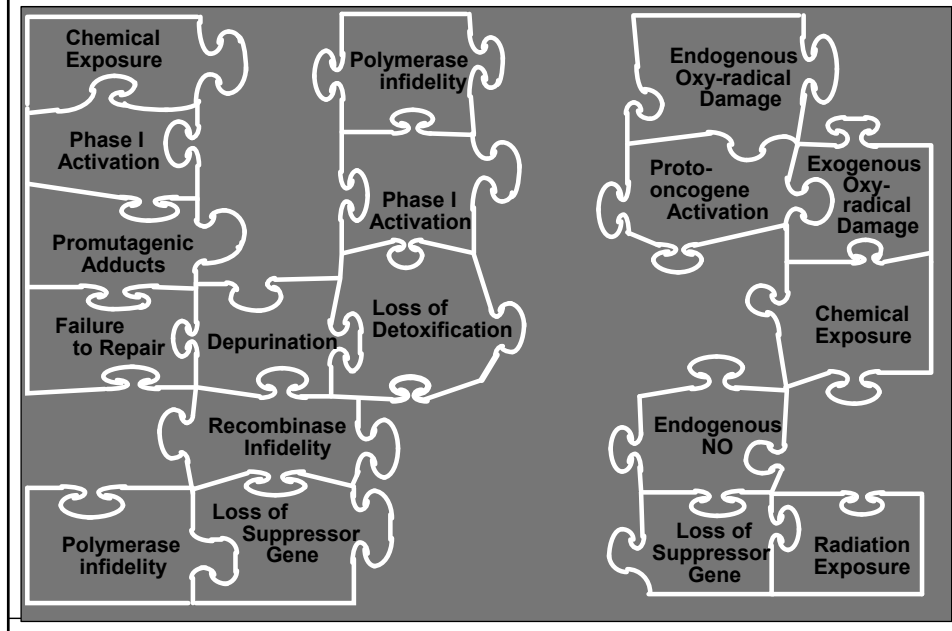 Chemical
Exposure
Phase I
Activation
Promutagenic
Adducts
Failure
to Repair
Depurination
Polymerase
infidelity
Phase I
Activation
Loss of
Detoxification
Recombinase
Infidelity
Polymerase
infidelity
Loss of
Suppressor
Gene
Endogenous
Oxy-radical
Damage
Proto-
oncogene
Activation
Exogenous
Oxy-
radical
Damage
Chemical
Exposure
Endogenous
NO
Loss of
Suppressor
Gene
Radiation
Exposure